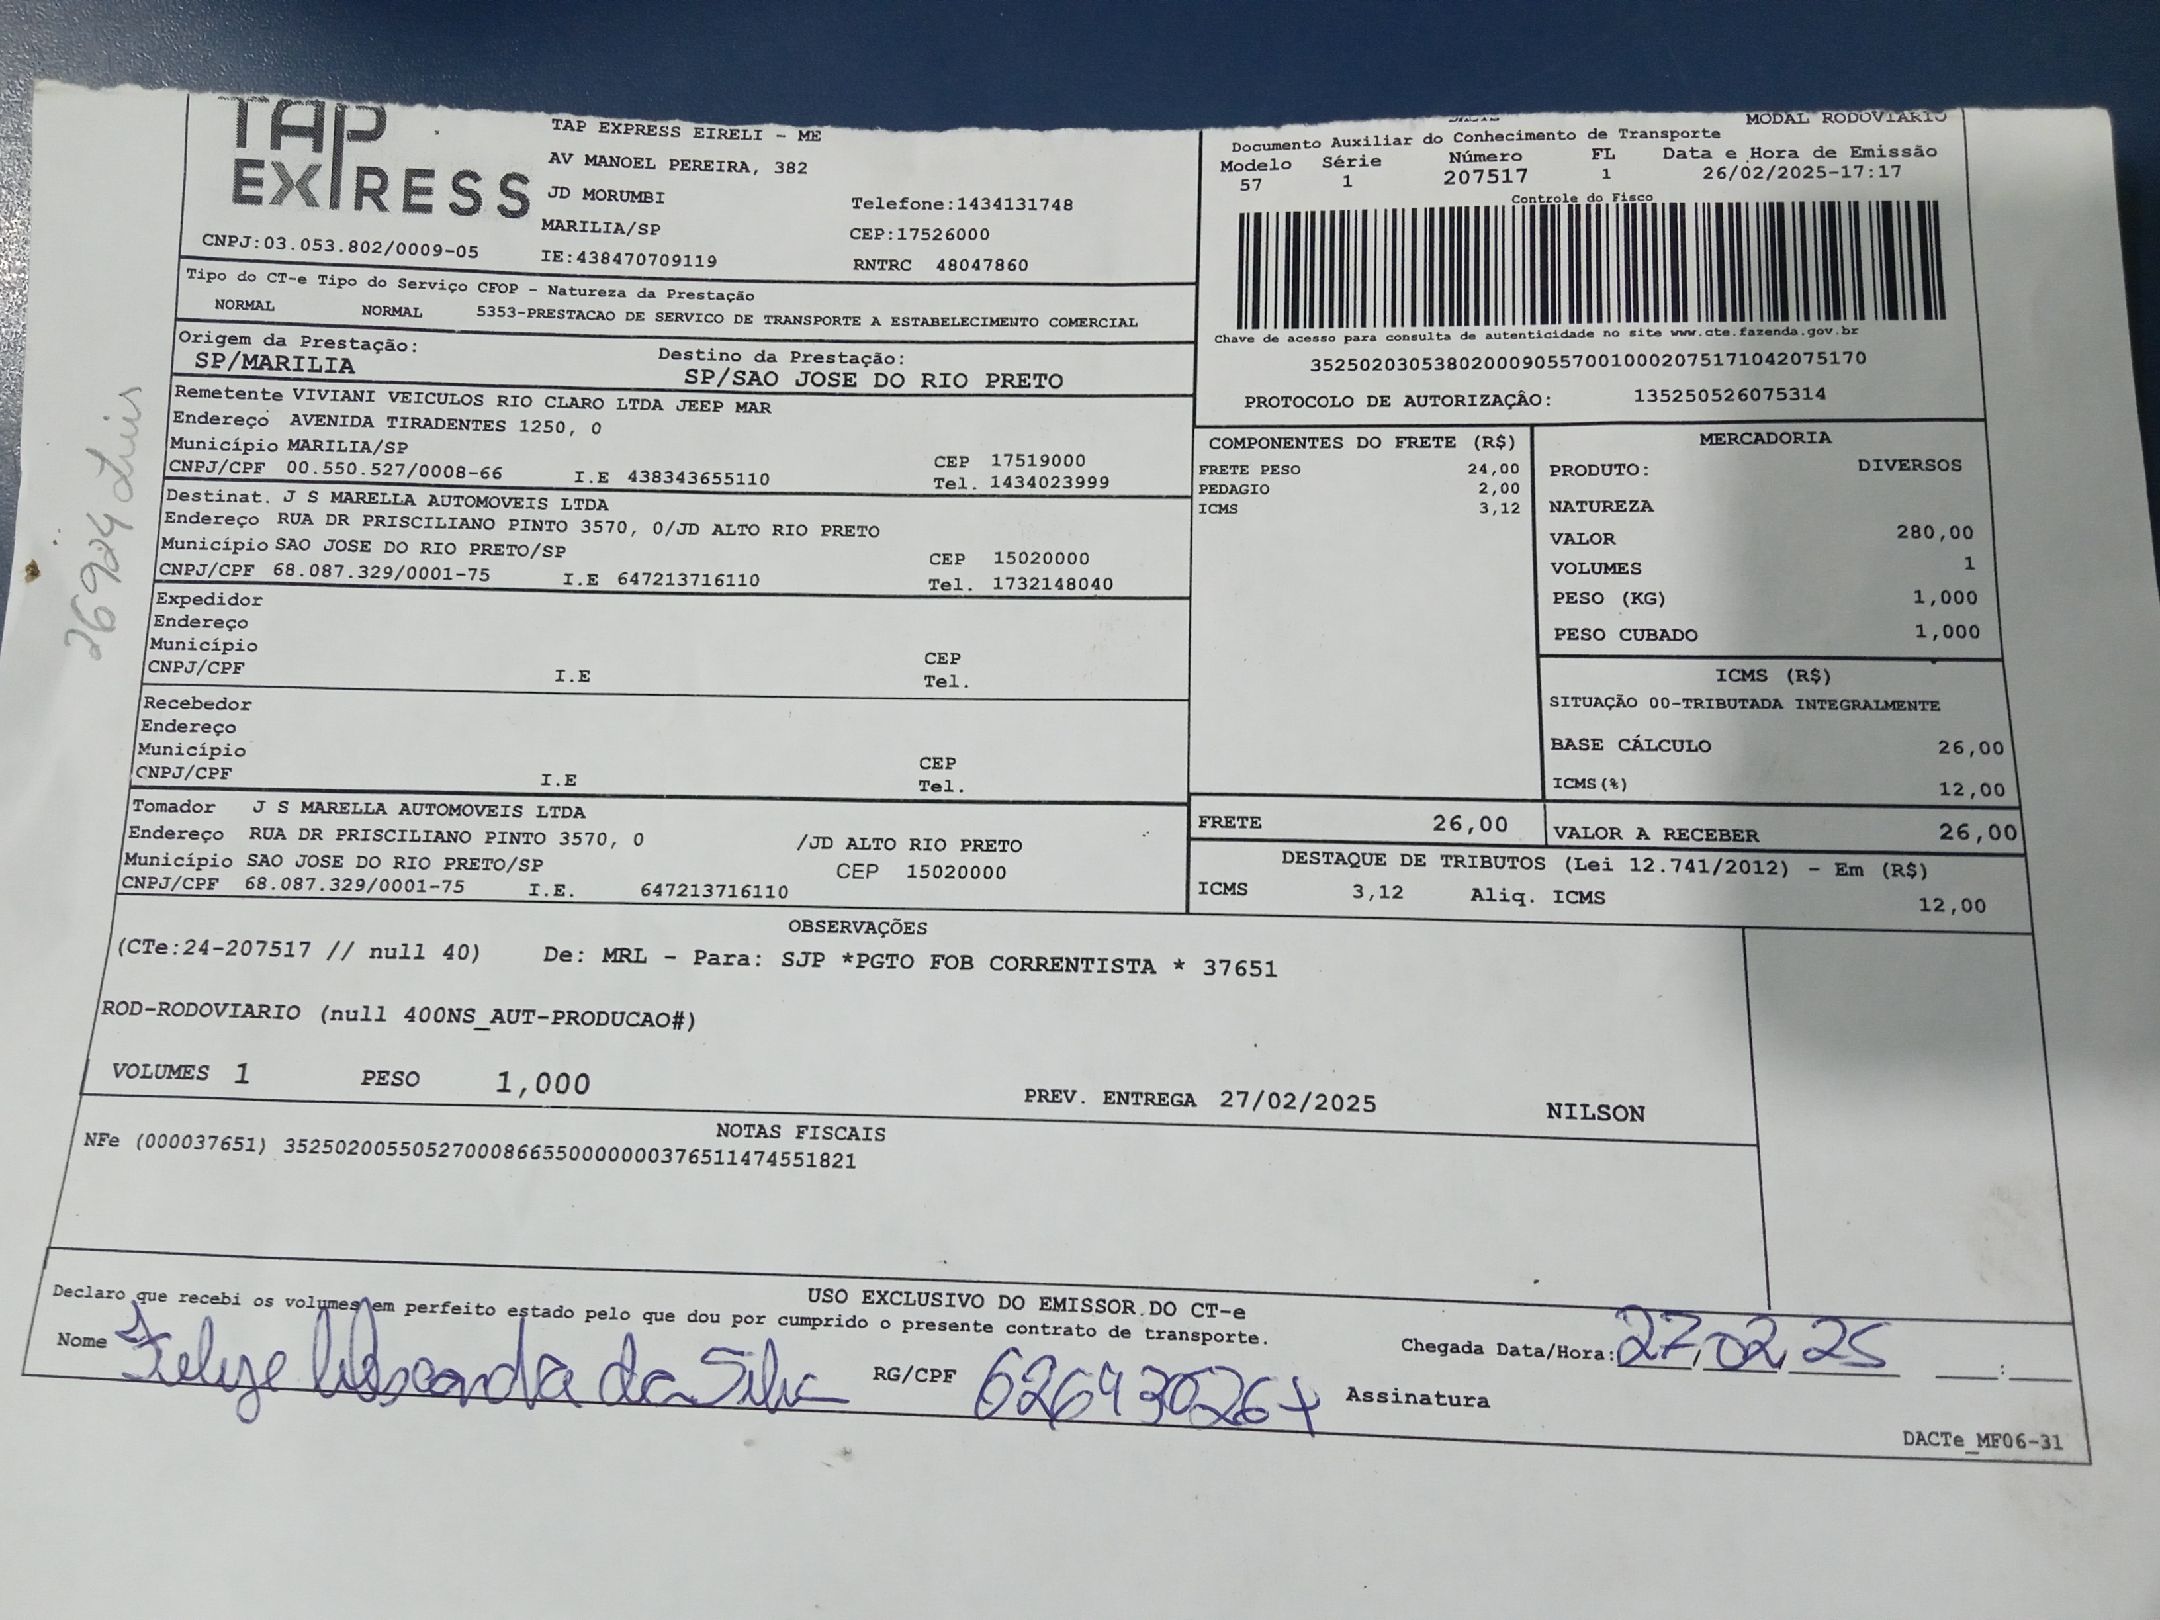 TAP
EXPRESS
CNPJ:03.053.802/0009-05
TAP EXPRESS EIRELI - ME
AV MANOEL PEREIRA, 382
JD MORUMBI
MARILIA/SP
IE:438470709119
Telefone:1434131748
CEP:17526000
RNTRC 48047860
MODAL RODOVIARIO
Documento Auxiliar do Conhecimento de Transporte
Modelo Série Número FL Data e Hora de Emissão
57 1 207517 1 26/02/2025-17:17
Controle do Fisco
Chave de acesso para consulta de autenticidade no site www.cte.fazenda.gov.br
35250203053802000905570010002075171042075170
PROTOCOLO DE AUTORIZAÇÂO: 135250526075314
Tipo do CT-e Tipo do Serviço CFOP - Natureza da Prestação
NORMAL NORMAL 5353-PRESTACAO DE SERVICO DE TRANSPORTE A ESTABELECIMENTO COMERCIAL
Origem da Prestação: Destino da Prestação:
SP/MARILIA SP/SAO JOSE DO RIO PRETO
Remetente VIVIANI VEICULOS RIO CLARO LTDA JEEP MAR
Endereço AVENIDA TIRADENTES 1250, 0
Município MARILIA/SP CEP 17519000
CNPJ/CPF 00.550.527/0008-66 I.E 438343655110 Tel. 1434023999
Destinat. J S MARELLA AUTOMOVEIS LTDA
Endereço RUA DR PRISCILIANO PINTO 3570, 0/JD ALTO RIO PRETO
Município SAO JOSE DO RIO PRETO/SP CEP 15020000
CNPJ/CPF 68.087.329/0001-75 I.E 647213716110 Tel. 1732148040
Expedidor
Endereço
Município CEP
CNPJ/CPF I.E Tel.
Recebedor
Endereço
Município CEP
CNPJ/CPF I.E Tel.
Tomador J S MARELLA AUTOMOVEIS LTDA
Endereço RUA DR PRISCILIANO PINTO 3570, 0 /JD ALTO RIO PRETO
Município SAO JOSE DO RIO PRETO/SP CEP 15020000
CNPJ/CPF 68.087.329/0001-75 I.E. 647213716110
COMPONENTES DO FRETE (R$)
FRETE PESO 24,00
PEDAGIO 2,00
ICMS 3,12
MERCADORIA
PRODUTO: DIVERSOS
NATUREZA
VALOR 280,00
VOLUMES 1
PESO (KG) 1,000
PESO CUBADO 1,000
ICMS (R$)
SITUAÇÃO 00-TRIBUTADA INTEGRALMENTE
BASE CÁLCULO 26,00
ICMS(%) 12,00
FRETE 26,00 VALOR A RECEBER 26,00
DESTAQUE DE TRIBUTOS (Lei 12.741/2012) - Em (R$)
ICMS 3,12 Aliq. ICMS 12,00
OBSERVAÇÕES
(CTe:24-207517 // null 40) De: MRL - Para: SJP *PGTO FOB CORRENTISTA * 37651
ROD-RODOVIARIO (null 400NS_AUT-PRODUCAO#)
VOLUMES 1 PESO 1,000 PREV. ENTREGA 27/02/2025 NILSON
NOTAS FISCAIS
NFe (000037651) 35250200550527000866550000000376511474551821
USO EXCLUSIVO DO EMISSOR DO CT-e
Declaro que recebi os volumes em perfeito estado pelo que dou por cumprido o presente contrato de transporte.
Nome Felype da Silva RG/CPF Assinatura
Chegada Data/Hora: 27,02,25 :
DACTe_MF06-31
26924 Luis